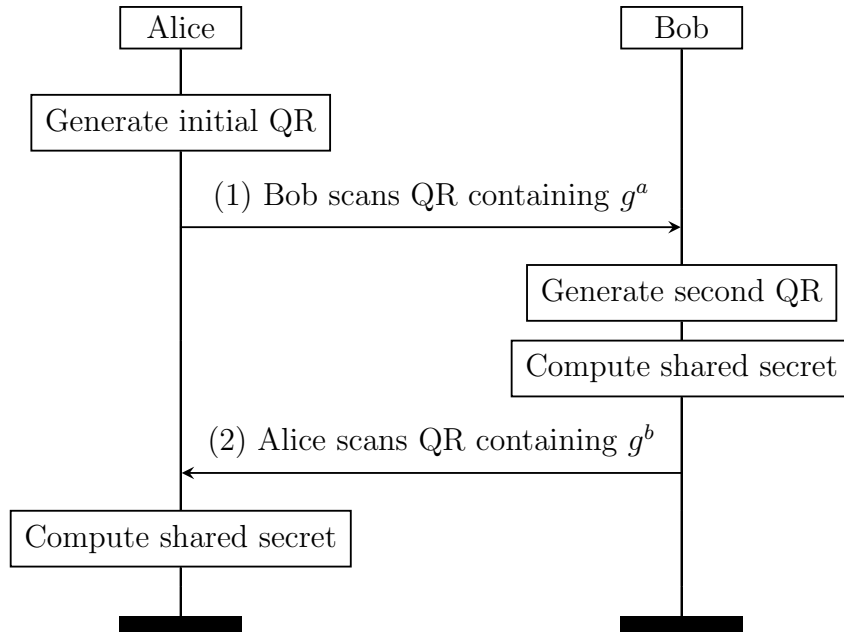 Alice
Bob
Generate initial QR
(1) Bob scans QR containing g^a
Generate second QR
Compute shared secret
(2) Alice scans QR containing g^b
Compute shared secret